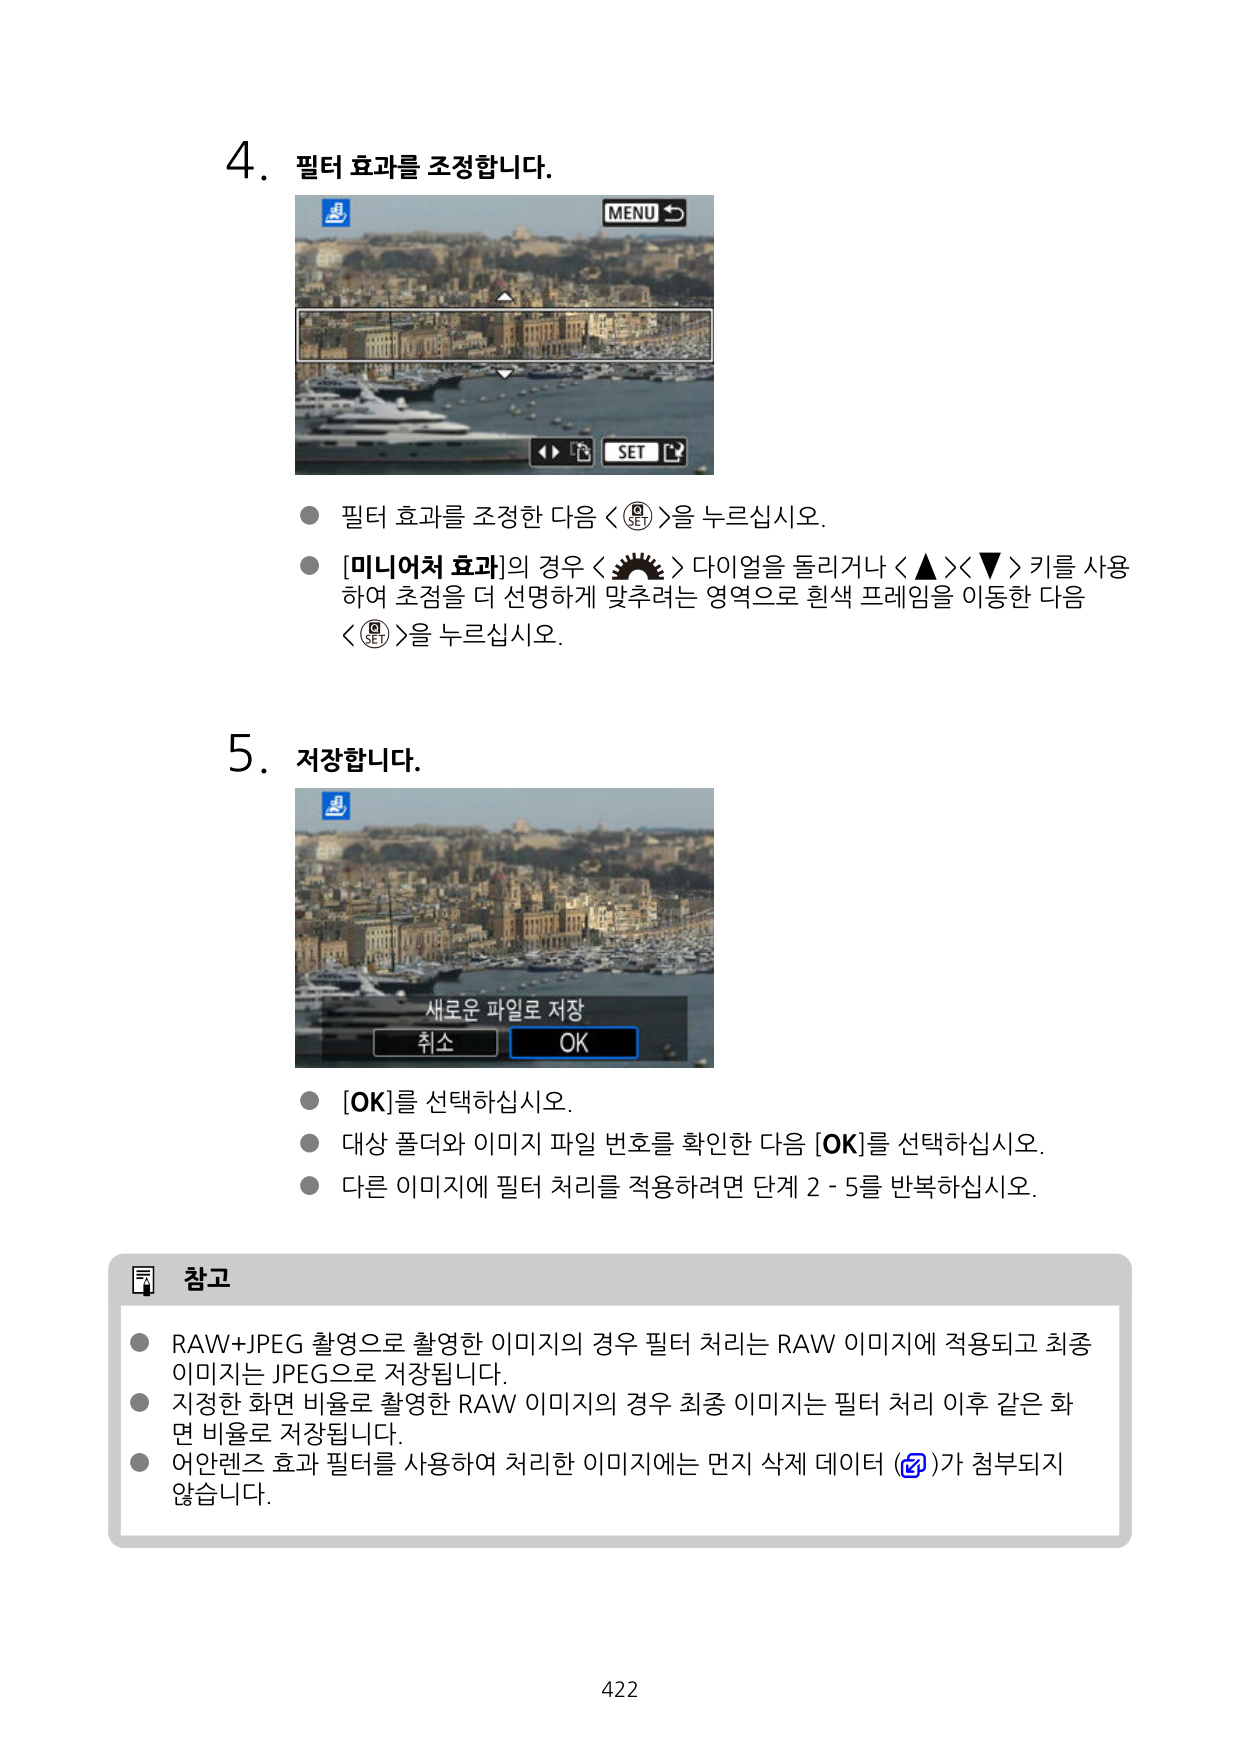 4. 필터 효과를 조정합니다.
MENU
SET
● 필터 효과를 조정한 다음 < Q SET >을 누르십시오.
● [미니어처 효과]의 경우 < > 다이얼을 돌리거나 < ▲ >< ▼ > 키를 사용
하여 초점을 더 선명하게 맞추려는 영역으로 흰색 프레임을 이동한 다음
< Q SET >을 누르십시오.
5. 저장합니다.
새로운 파일로 저장
취소 OK
● [OK]를 선택하십시오.
● 대상 폴더와 이미지 파일 번호를 확인한 다음 [OK]를 선택하십시오.
● 다른 이미지에 필터 처리를 적용하려면 단계 2 - 5를 반복하십시오.
참고
● RAW+JPEG 촬영으로 촬영한 이미지의 경우 필터 처리는 RAW 이미지에 적용되고 최종
이미지는 JPEG으로 저장됩니다.
● 지정한 화면 비율로 촬영한 RAW 이미지의 경우 최종 이미지는 필터 처리 이후 같은 화
면 비율로 저장됩니다.
● 어안렌즈 효과 필터를 사용하여 처리한 이미지에는 먼지 삭제 데이터 ( )가 첨부되지
않습니다.
422